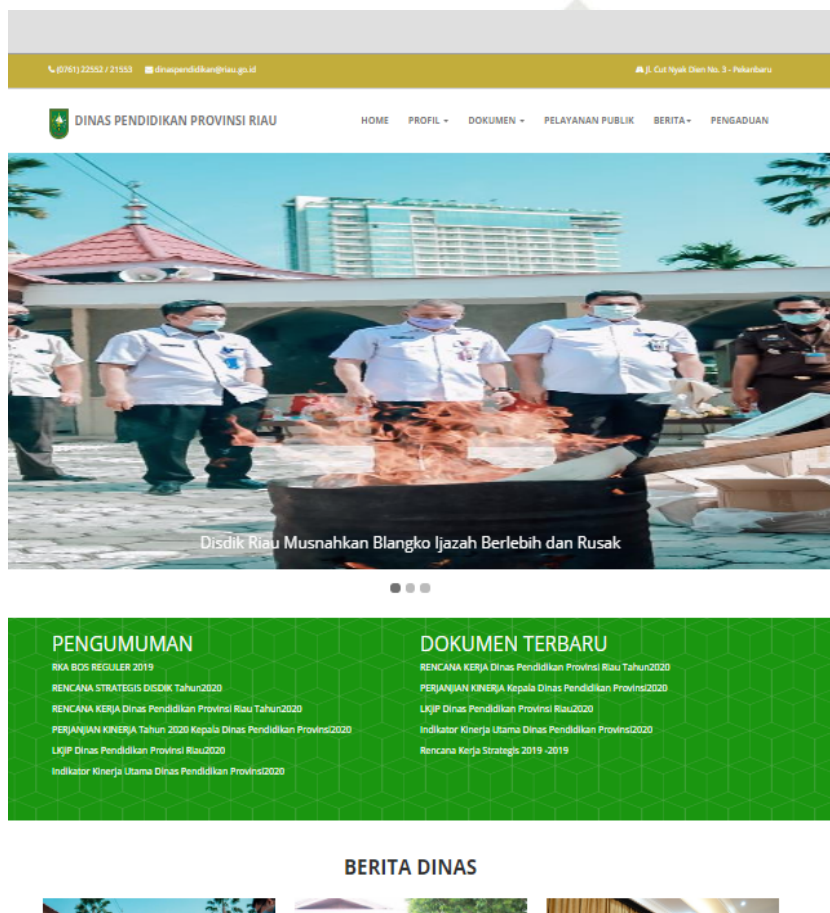 (0761) 22552 / 21553 dinaspendidikan@riau.go.id Jl. Cut Nyak Dien No. 3 - Pekanbaru
DINAS PENDIDIKAN PROVINSI RIAU HOME PROFIL DOKUMEN PELAYANAN PUBLIK BERITA PENGADUAN
Disdik Riau Musnahkan Blangko Ijazah Berlebih dan Rusak
PENGUMUMAN
RKA BOS REGULER 2019
RENCANA STRATEGIS DISDIK Tahun2020
RENCANA KERJA Dinas Pendidikan Provinsi Riau Tahun2020
PERJANJIAN KINERJA Tahun 2020 Kepala Dinas Pendidikan Provinsi2020
LKJIP Dinas Pendidikan Provinsi Riau2020
Indikator Kinerja Utama Dinas Pendidikan Provinsi2020
DOKUMEN TERBARU
RENCANA KERJA Dinas Pendidikan Provinsi Riau Tahun2020
PERJANJIAN KINERJA Kepala Dinas Pendidikan Provinsi2020
LKJIP Dinas Pendidikan Provinsi Riau2020
Indikator Kinerja Utama Dinas Pendidikan Provinsi2020
Rencana Kerja Strategis 2019 -2019
BERITA DINAS